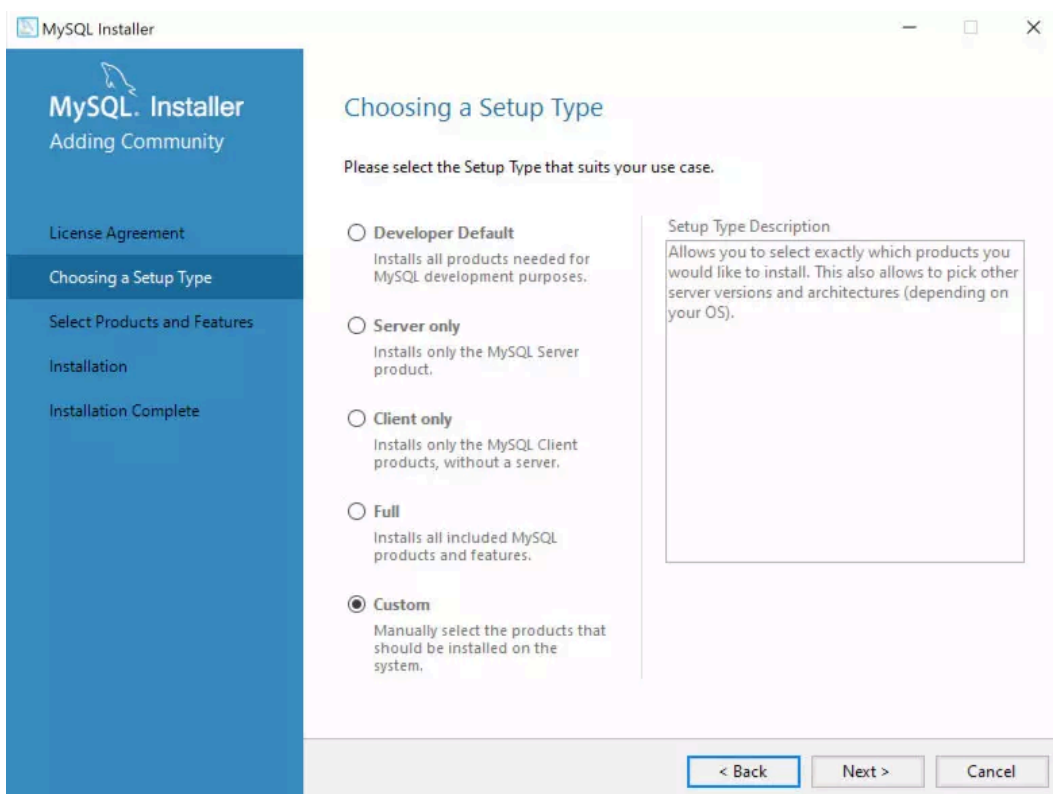 MySQL Installer
MySQL. Installer
Adding Community
License Agreement
Choosing a Setup Type
Select Products and Features
Installation
Installation Complete
Choosing a Setup Type
Please select the Setup Type that suits your use case.
Developer Default
Installs all products needed for
MySQL development purposes.
Server only
Installs only the MySQL Server
product.
Client only
Installs only the MySQL Client
products, without a server.
Full
Installs all included MySQL
products and features.
Custom
Manually select the products that
should be installed on the
system.
Setup Type Description
Allows you to select exactly which products you
would like to install. This also allows to pick other
server versions and architectures (depending on
your OS).
< Back
Next >
Cancel